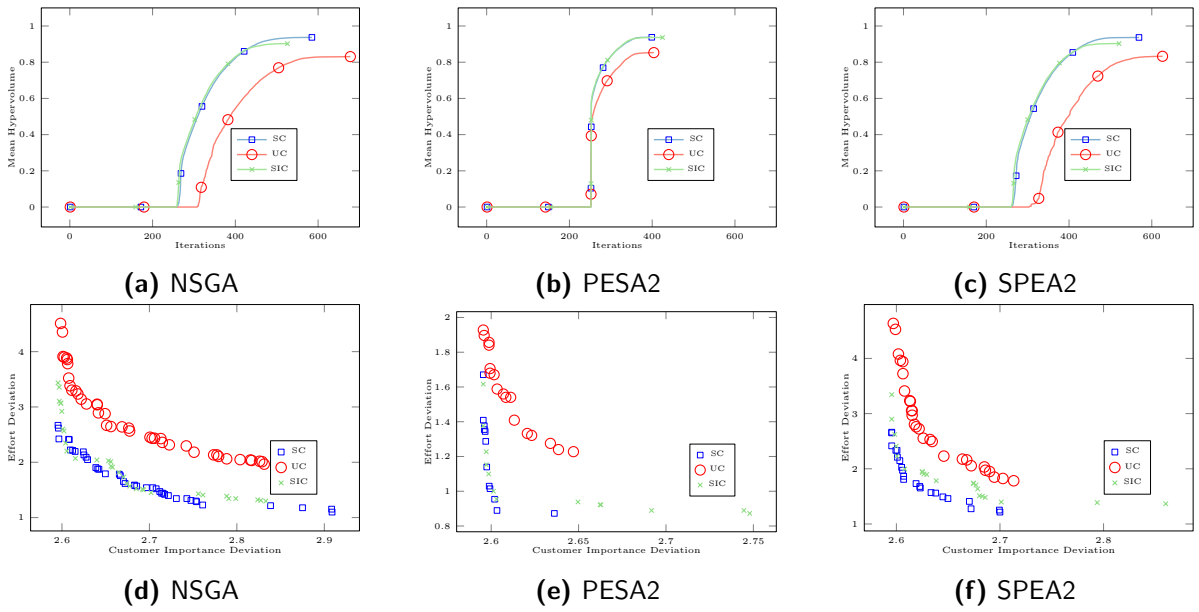 1
0.8
0.6
0.4
0.2
0
Mean Hypervolume
0
200
400
600
Iterations
SC
UC
SIC
(a) NSGA
1
0.8
0.6
0.4
0.2
0
Mean Hypervolume
0
200
400
600
Iterations
SC
UC
SIC
(b) PESA2
1
0.8
0.6
0.4
0.2
0
Mean Hypervolume
0
200
400
600
Iterations
SC
UC
SIC
(c) SPEA2
4
3
2
1
Effort Deviation
2.6
2.7
2.8
2.9
Customer Importance Deviation
SC
UC
SIC
(d) NSGA
2
1.8
1.6
1.4
1.2
1
0.8
Effort Deviation
2.6
2.65
2.7
2.75
Customer Importance Deviation
SC
UC
SIC
(e) PESA2
4
3
2
1
Effort Deviation
2.6
2.7
2.8
Customer Importance Deviation
SC
UC
SIC
(f) SPEA2